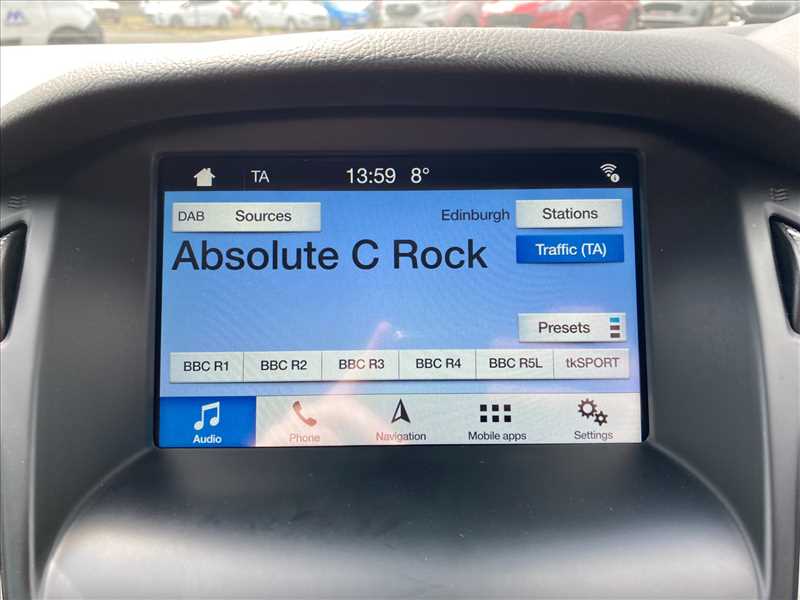 TA 13:59 8°
DAB Sources Edinburgh Stations
Absolute C Rock
Traffic (TA)
Presets
BBC R1 BBC R2 BBC R3 BBC R4 BBC R5L tkSPORT
Audio Phone Navigation Mobile apps Settings